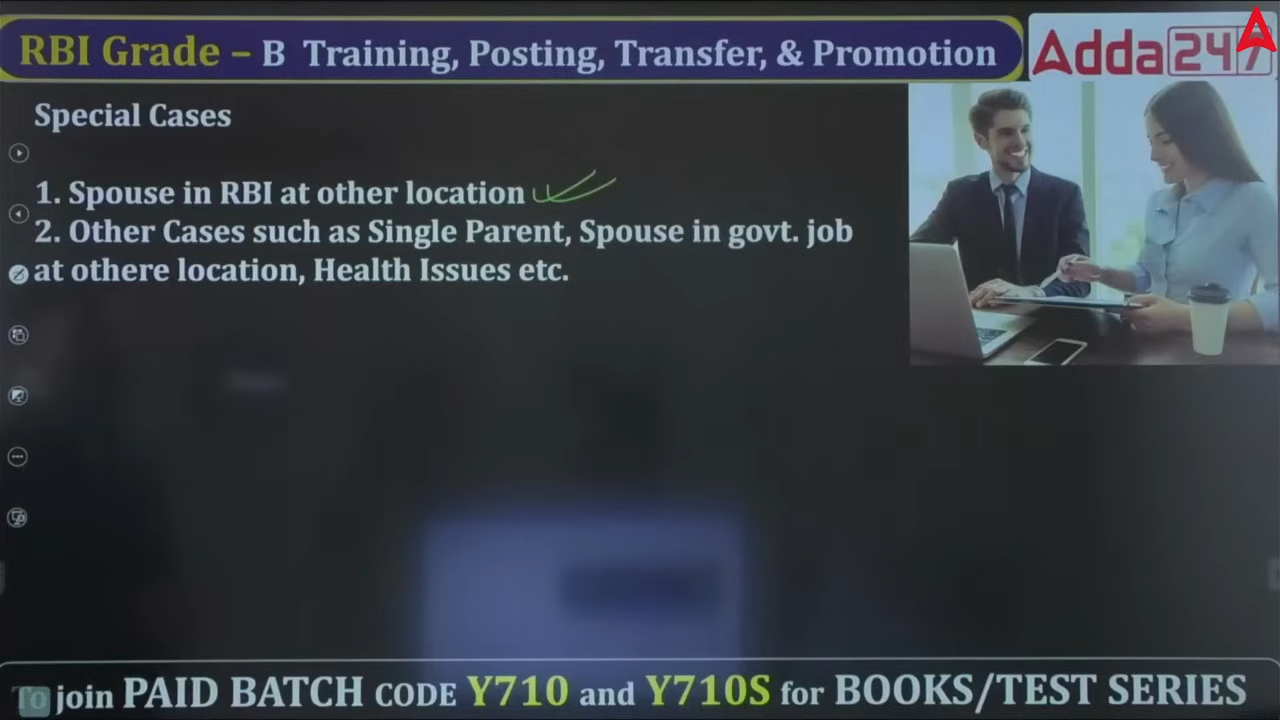 RBI Grade – B Training, Posting, Transfer, & Promotion
Adda247
Special Cases
1. Spouse in RBI at other location
2. Other Cases such as Single Parent, Spouse in govt. job
at othere location, Health Issues etc.
To join PAID BATCH CODE Y710 and Y710S for BOOKS/TEST SERIES